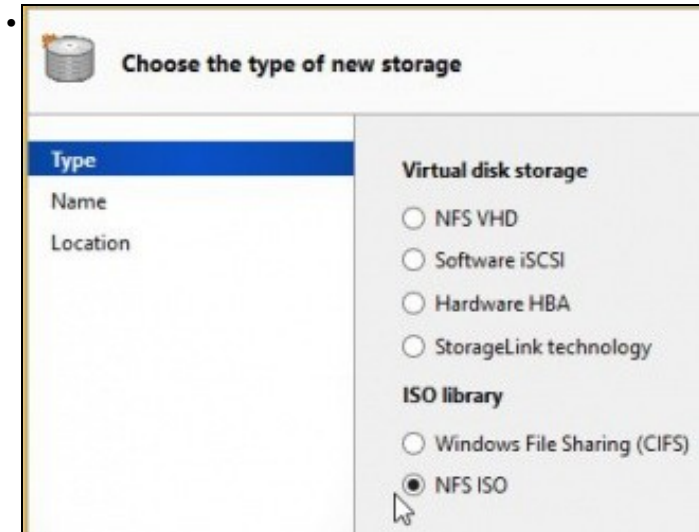 Choose the type of new storage
Type
Name
Location
Virtual disk storage
NFS VHD
Software iSCSI
Hardware HBA
StorageLink technology
ISO library
Windows File Sharing (CIFS)
NFS ISO